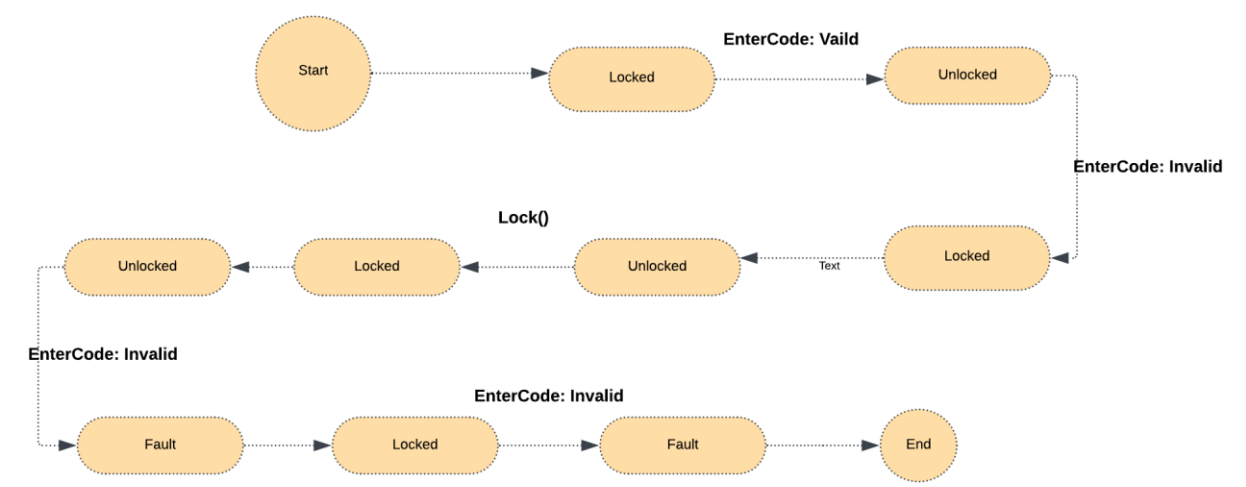 EnterCode: Vaild
Start
Locked
Unlocked
EnterCode: Invalid
Lock()
Unlocked
Locked
Unlocked
Text
Locked
EnterCode: Invalid
EnterCode: Invalid
Fault
Locked
Fault
End